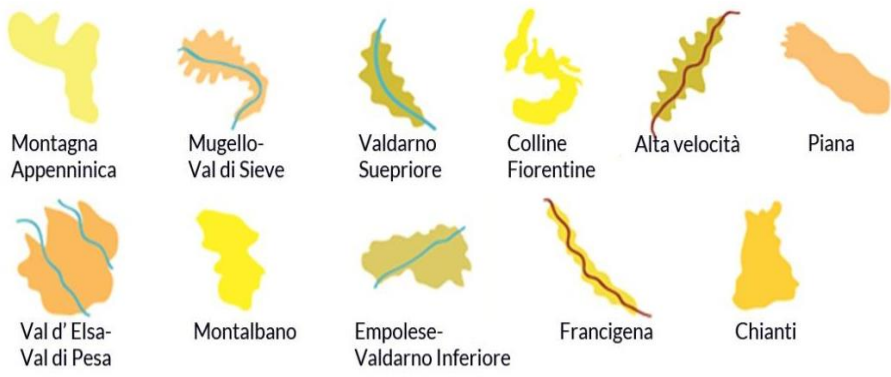 Montagna
Appenninica
Mugello-
Val di Sieve
Valdarno
Suepriore
Colline
Fiorentine
Alta velocità
Piana
Val d' Elsa-
Val di Pesa
Montalbano
Empolese-
Valdarno Inferiore
Francigena
Chianti